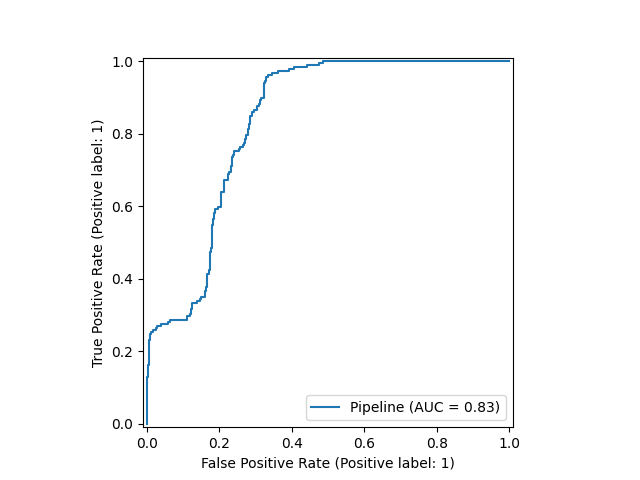 1.0
0.8
0.6
0.4
0.2
0.0
True Positive Rate (Positive label: 1)
Pipeline (AUC = 0.83)
0.0 0.2 0.4 0.6 0.8 1.0
False Positive Rate (Positive label: 1)